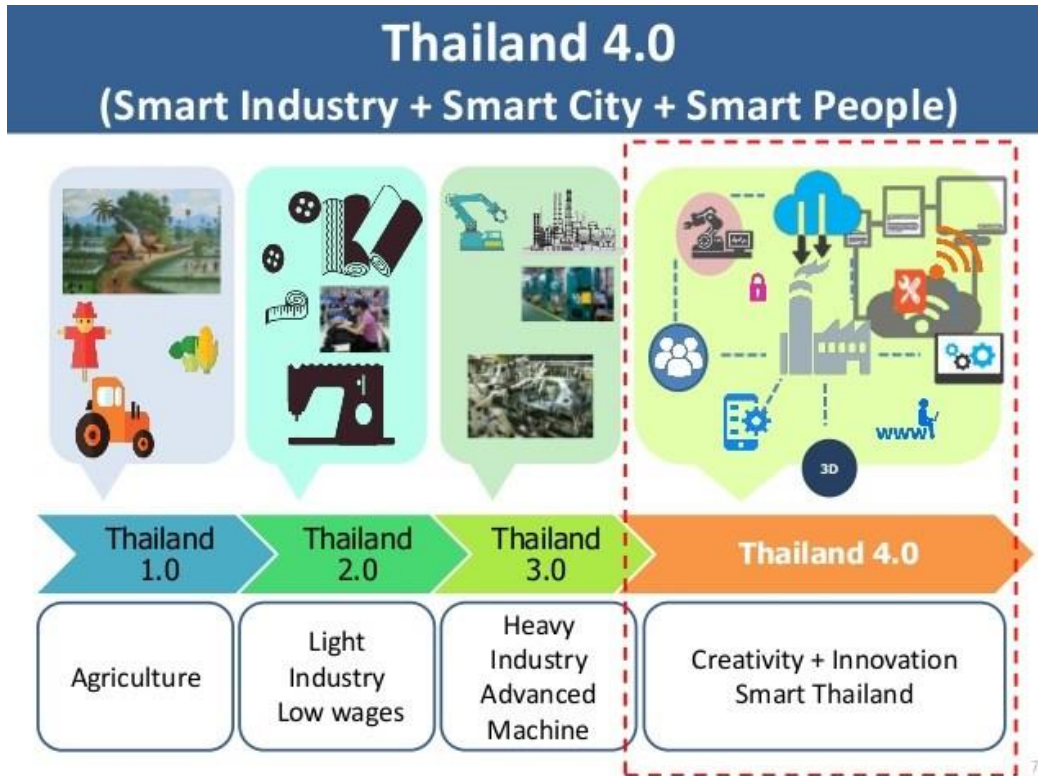 Thailand 4.0
(Smart Industry + Smart City + Smart People)
3D
www
Thailand
1.0
Thailand
2.0
Thailand
3.0
Thailand 4.0
Agriculture
Light
Industry
Low wages
Heavy
Industry
Advanced
Machine
Creativity + Innovation
Smart Thailand
7